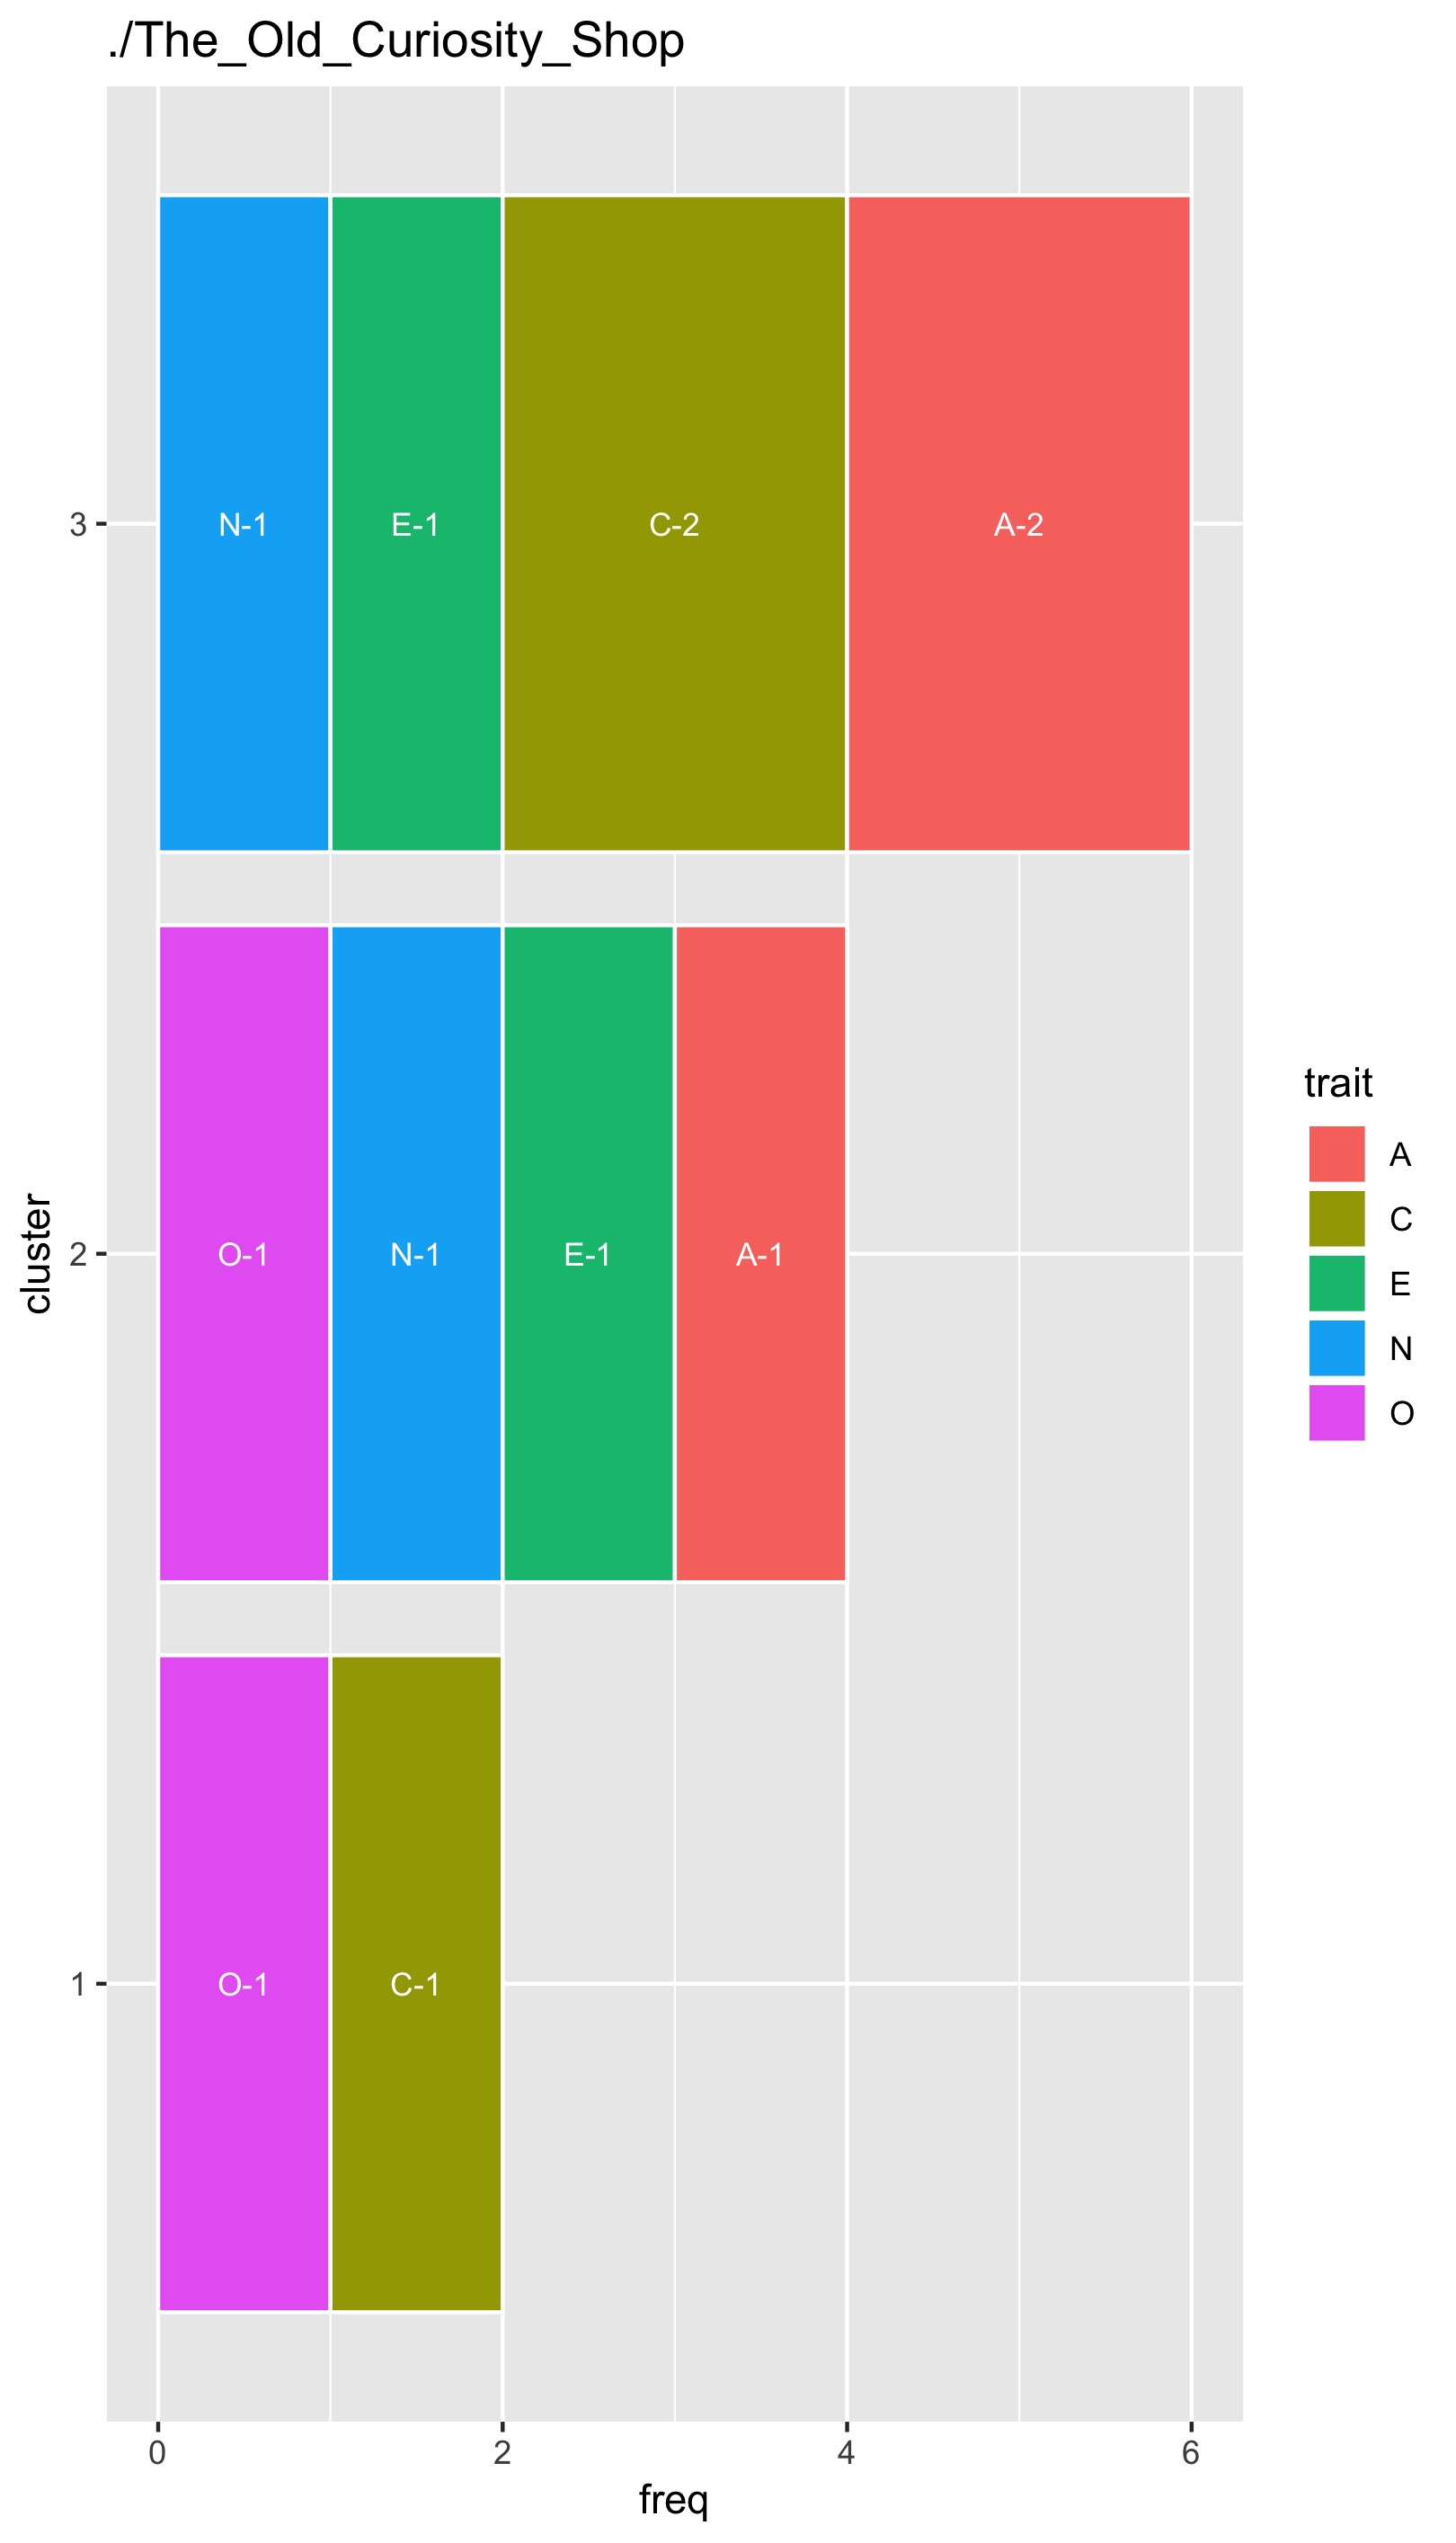 ./The_Old_Curiosity_Shop
3
N-1
E-1
C-2
A-2
2
O-1
N-1
E-1
A-1
1
O-1
C-1
0
2
4
6
freq
cluster
trait
A
C
E
N
O